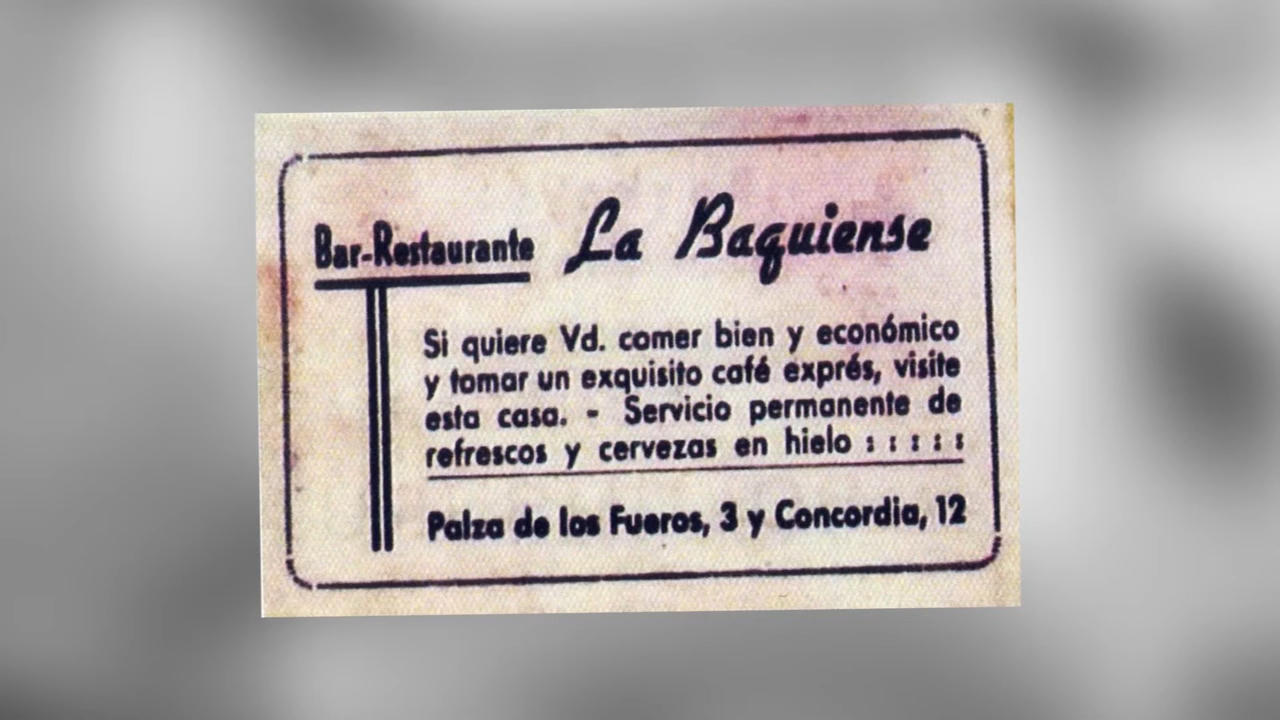 Bar-Restaurante La Baquiense
Si quiere Vd. comer bien y económico
y tomar un exquisito café exprés, visite
esta casa. - Servicio permanente de
refrescos y cervezas en hielo : : : : :
Palza de los Fueros, 3 y Concordia, 12